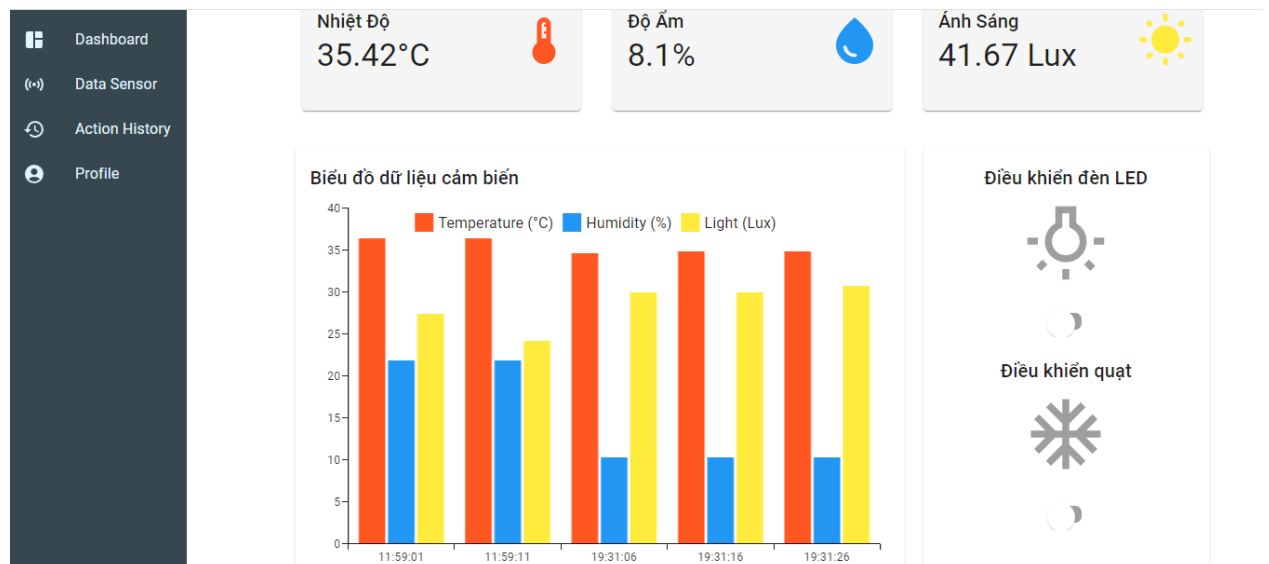 Dashboard
Data Sensor
Action History
Profile
Nhiệt Độ
35.42°C
Độ Ẩm
8.1%
Ánh Sáng
41.67 Lux
Biểu đồ dữ liệu cảm biến
Temperature (°C) Humidity (%) Light (Lux)
40
35
30
25
20
15
10
5
0
11:59:01 11:59:11 19:31:06 19:31:16 19:31:26
Điều khiển đèn LED
Điều khiển quạt